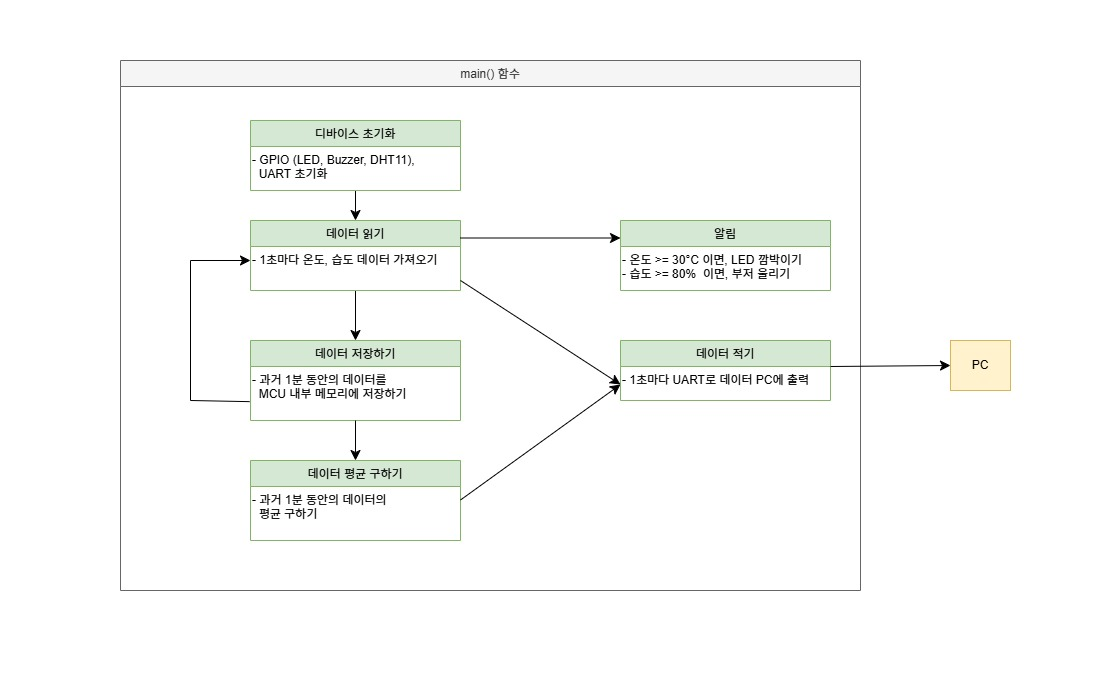 main() 함수
디바이스 초기화
- GPIO (LED, Buzzer, DHT11),
UART 초기화
데이터 읽기
- 1초마다 온도, 습도 데이터 가져오기
알림
- 온도 >= 30°C 이면, LED 깜박이기
- 습도 >= 80% 이면, 부저 울리기
데이터 저장하기
- 과거 1분 동안의 데이터를
MCU 내부 메모리에 저장하기
데이터 적기
- 1초마다 UART로 데이터 PC에 출력
PC
데이터 평균 구하기
- 과거 1분 동안의 데이터의
평균 구하기